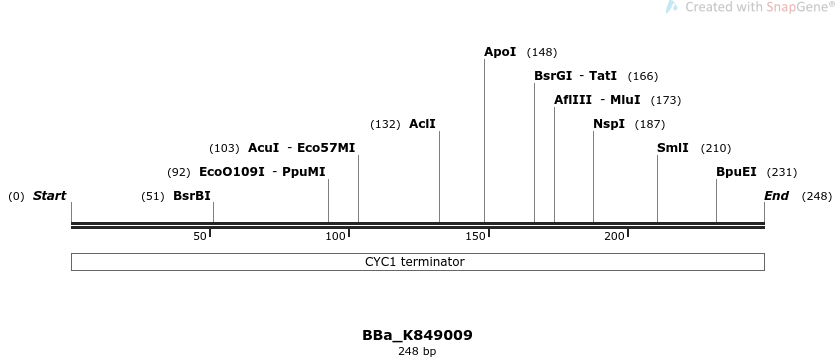 Created with SnapGene®
ApoI (148)
BsrGI - TatI (166)
AflIII - MluI (173)
(132) AclI
NspI (187)
(103) AcuI - Eco57MI
SmlI (210)
(92) EcoO109I - PpuMI
BpuEI (231)
(0) Start
(51) BsrBI
End (248)
50
100
150
200
CYC1 terminator
BBa_K849009
248 bp